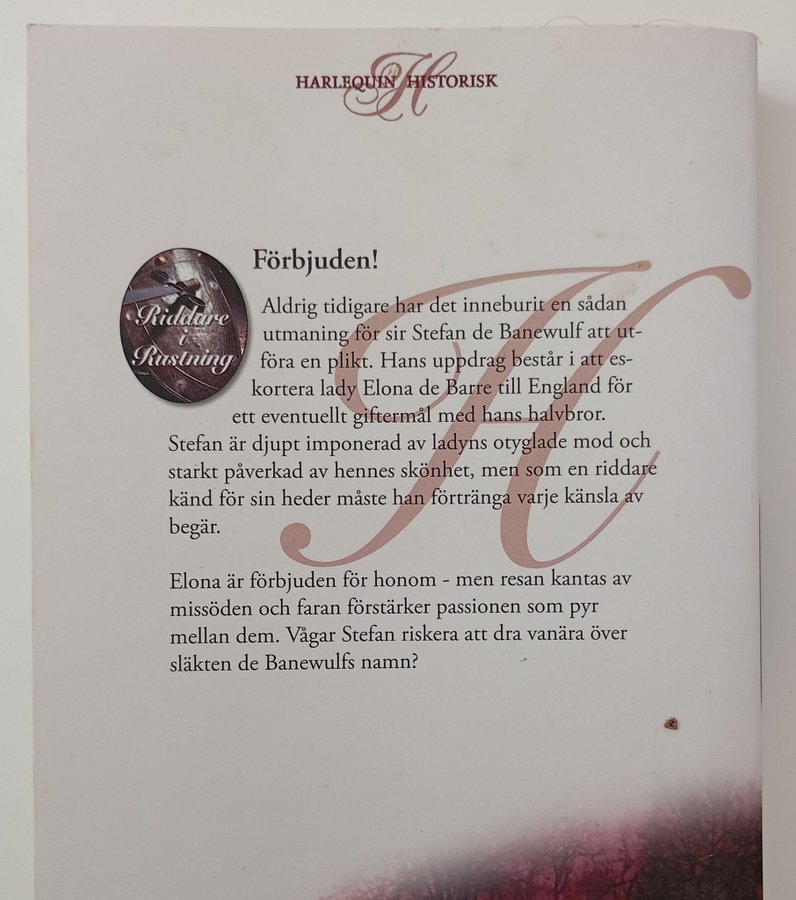 HARLEQUIN HISTORISK
H
Förbjuden!
Riddare
i
Rustning
Aldrig tidigare har det inneburit en sådan
utmaning för sir Stefan de Banewulf att ut-
föra en plikt. Hans uppdrag består i att es-
kortera lady Elona de Barre till England för
ett eventuellt giftermål med hans halvbror.
Stefan är djupt imponerad av ladyns otyglade mod och
starkt påverkad av hennes skönhet, men som en riddare
känd för sin heder måste han förtränga varje känsla av
begär.
Elona är förbjuden för honom - men resan kantas av
missöden och faran förstärker passionen som pyr
mellan dem. Vågar Stefan riskera att dra vanära över
släkten de Banewulfs namn?
H